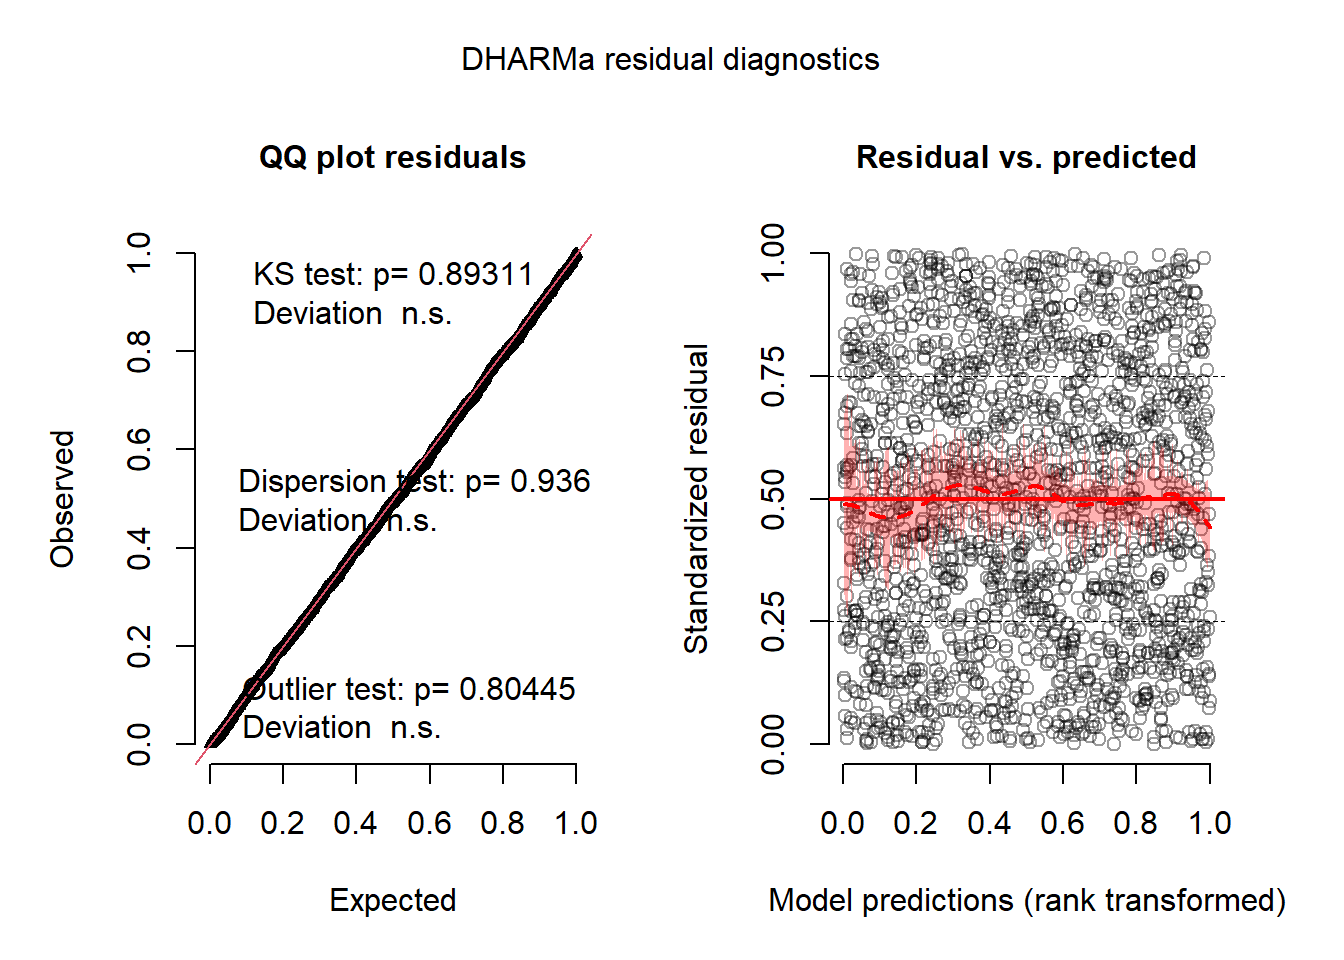 DHARMa residual diagnostics
QQ plot residuals
KS test: p= 0.89311
Deviation  n.s.
Dispersion test: p= 0.936
Deviation  n.s.
Outlier test: p= 0.80445
Deviation  n.s.
Observed
0.0 0.2 0.4 0.6 0.8 1.0
0.0 0.2 0.4 0.6 0.8 1.0
Expected
Residual vs. predicted
Standardized residual
0.00 0.25 0.50 0.75 1.00
0.0 0.2 0.4 0.6 0.8 1.0
Model predictions (rank transformed)